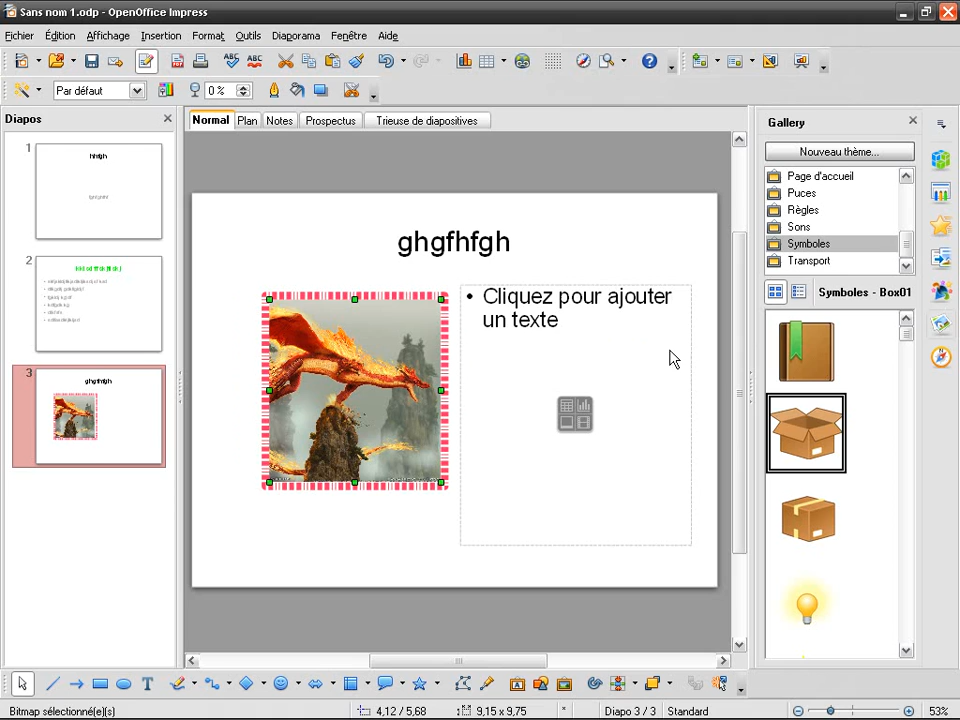 Sans nom 1.odp - OpenOffice Impress
Fichier Édition Affichage Insertion Format Outils Diaporama Fenêtre Aide
Par défaut 0 %
Diapos
Normal Plan Notes Prospectus Trieuse de diapositives
Gallery
Nouveau thème...
Page d'accueil
Puces
Règles
Sons
Symboles
Transport
Symboles - Box01
1
2
3
ghgfhfgh
ghgfhfgh
• Cliquez pour ajouter
un texte
Bitmap sélectionné(e)(s) 4,12 / 5,68 9,15 x 9,75 * Diapo 3 / 3 Standard 53%